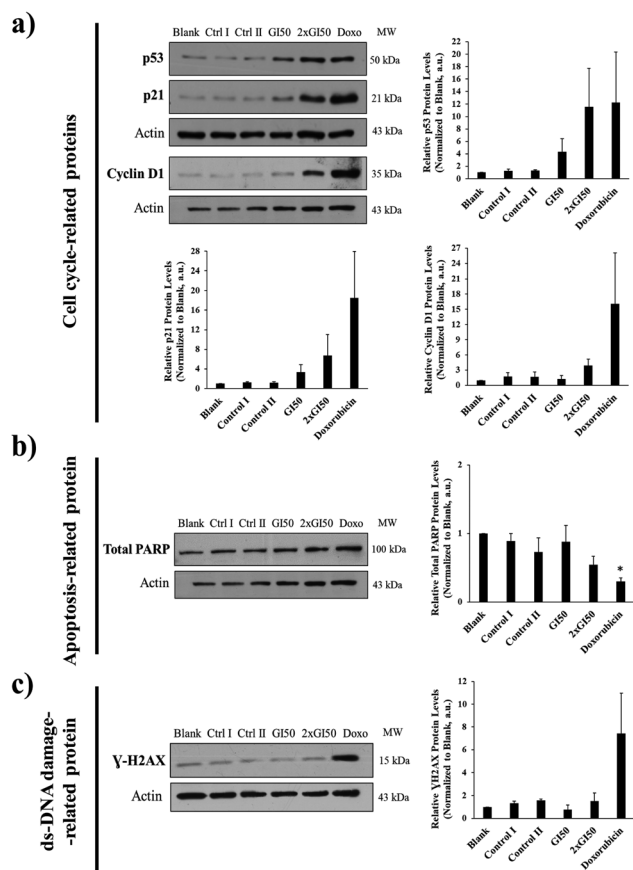 a)
Cell cycle-related proteins
Blank Ctrl I Ctrl II GI50 2xGI50 Doxo MW
p53 50 kDa
p21 21 kDa
Actin 43 kDa
Cyclin D1 35 kDa
Actin 43 kDa
Relative p53 Protein Levels
(Normalized to Blank, a.u.)
20
18
16
14
12
10
8
6
4
2
0
Blank
Control I
Control II
GI50
2xGI50
Doxorubicin
Relative p21 Protein Levels
(Normalized to Blank, a.u.)
28
24
20
16
12
8
4
0
Blank
Control I
Control II
GI50
2xGI50
Doxorubicin
Relative Cyclin D1 Protein Levels
(Normalized to Blank, a.u.)
27
24
21
18
15
12
9
6
3
0
Blank
Control I
Control II
GI50
2xGI50
Doxorubicin
b)
Apoptosis-related protein
Blank Ctrl I Ctrl II GI50 2xGI50 Doxo MW
Total PARP 100 kDa
Actin 43 kDa
Relative Total PARP Protein Levels
(Normalized to Blank, a.u.)
2
1
0
*
Blank
Control I
Control II
GI50
2xGI50
Doxorubicin
c)
ds-DNA damage-
-related protein
Blank Ctrl I Ctrl II GI50 2xGI50 Doxo MW
Ɣ-H2AX 15 kDa
Actin 43 kDa
Relative ƔH2AX Protein Levels
(Normalized to Blank, a.u.)
12
10
8
6
4
2
0
Blank
Control I
Control II
GI50
2xGI50
Doxorubicin